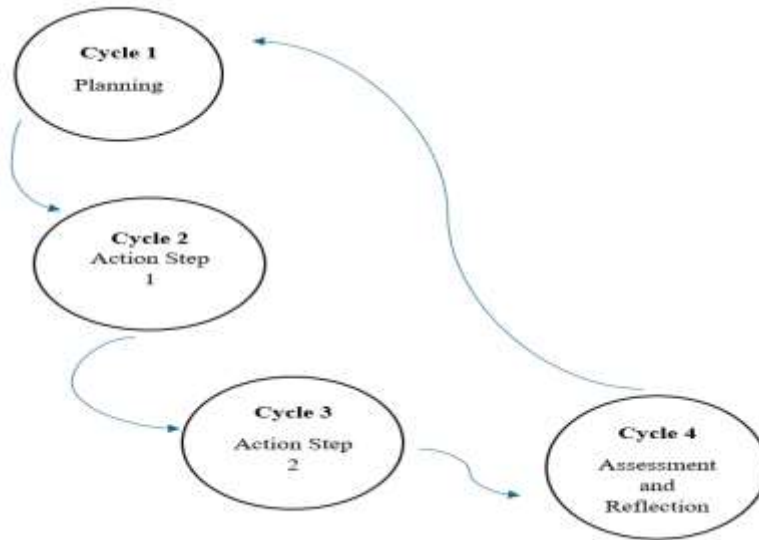 Cycle 1
Planning
Cycle 2
Action Step
1
Cycle 3
Action Step
2
Cycle 4
Assessment
and
Reflection